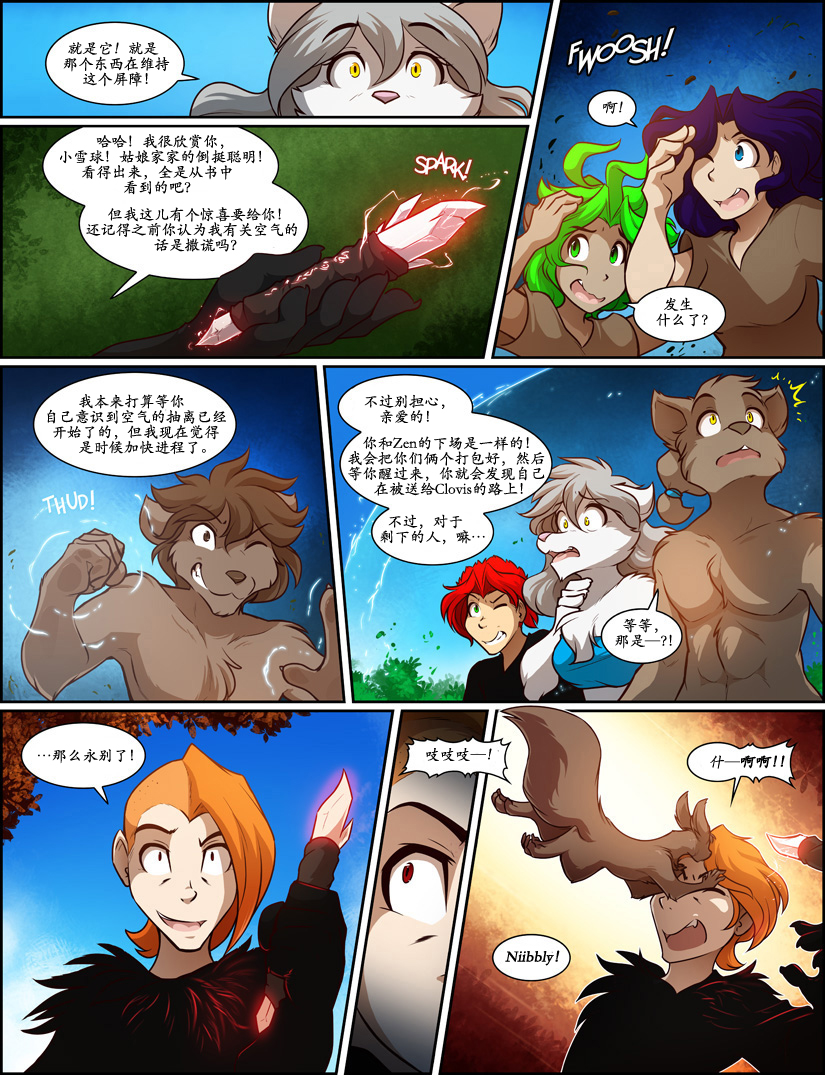 就是它！就是
那个东西在维持
这个屏障！
FWOOSH!
啊！
发生
什么了？
哈哈！我很欣赏你，
小雪球！姑娘家家的倒挺聪明！
看得出来，全是从书中
看到的吧？
但我这儿有个惊喜要给你！
还记得之前你认为我有关空气的
话是撒谎吗？
SPARK!
我本来打算等你
自己意识到空气的抽离已经
开始了的，但我现在觉得
是时候加快进程了。
THUD!
不过别担心，
亲爱的！
你和Zen的下场是一样的！
我会把你们俩个打包好，然后
等你醒过来，你就会发现自己
在被送给Clovis的路上！
不过，对于
剩下的人，嘛…
等等，
那是—?!
…那么永别了！
吱吱吱—！
什—啊啊!!
Niibbly!